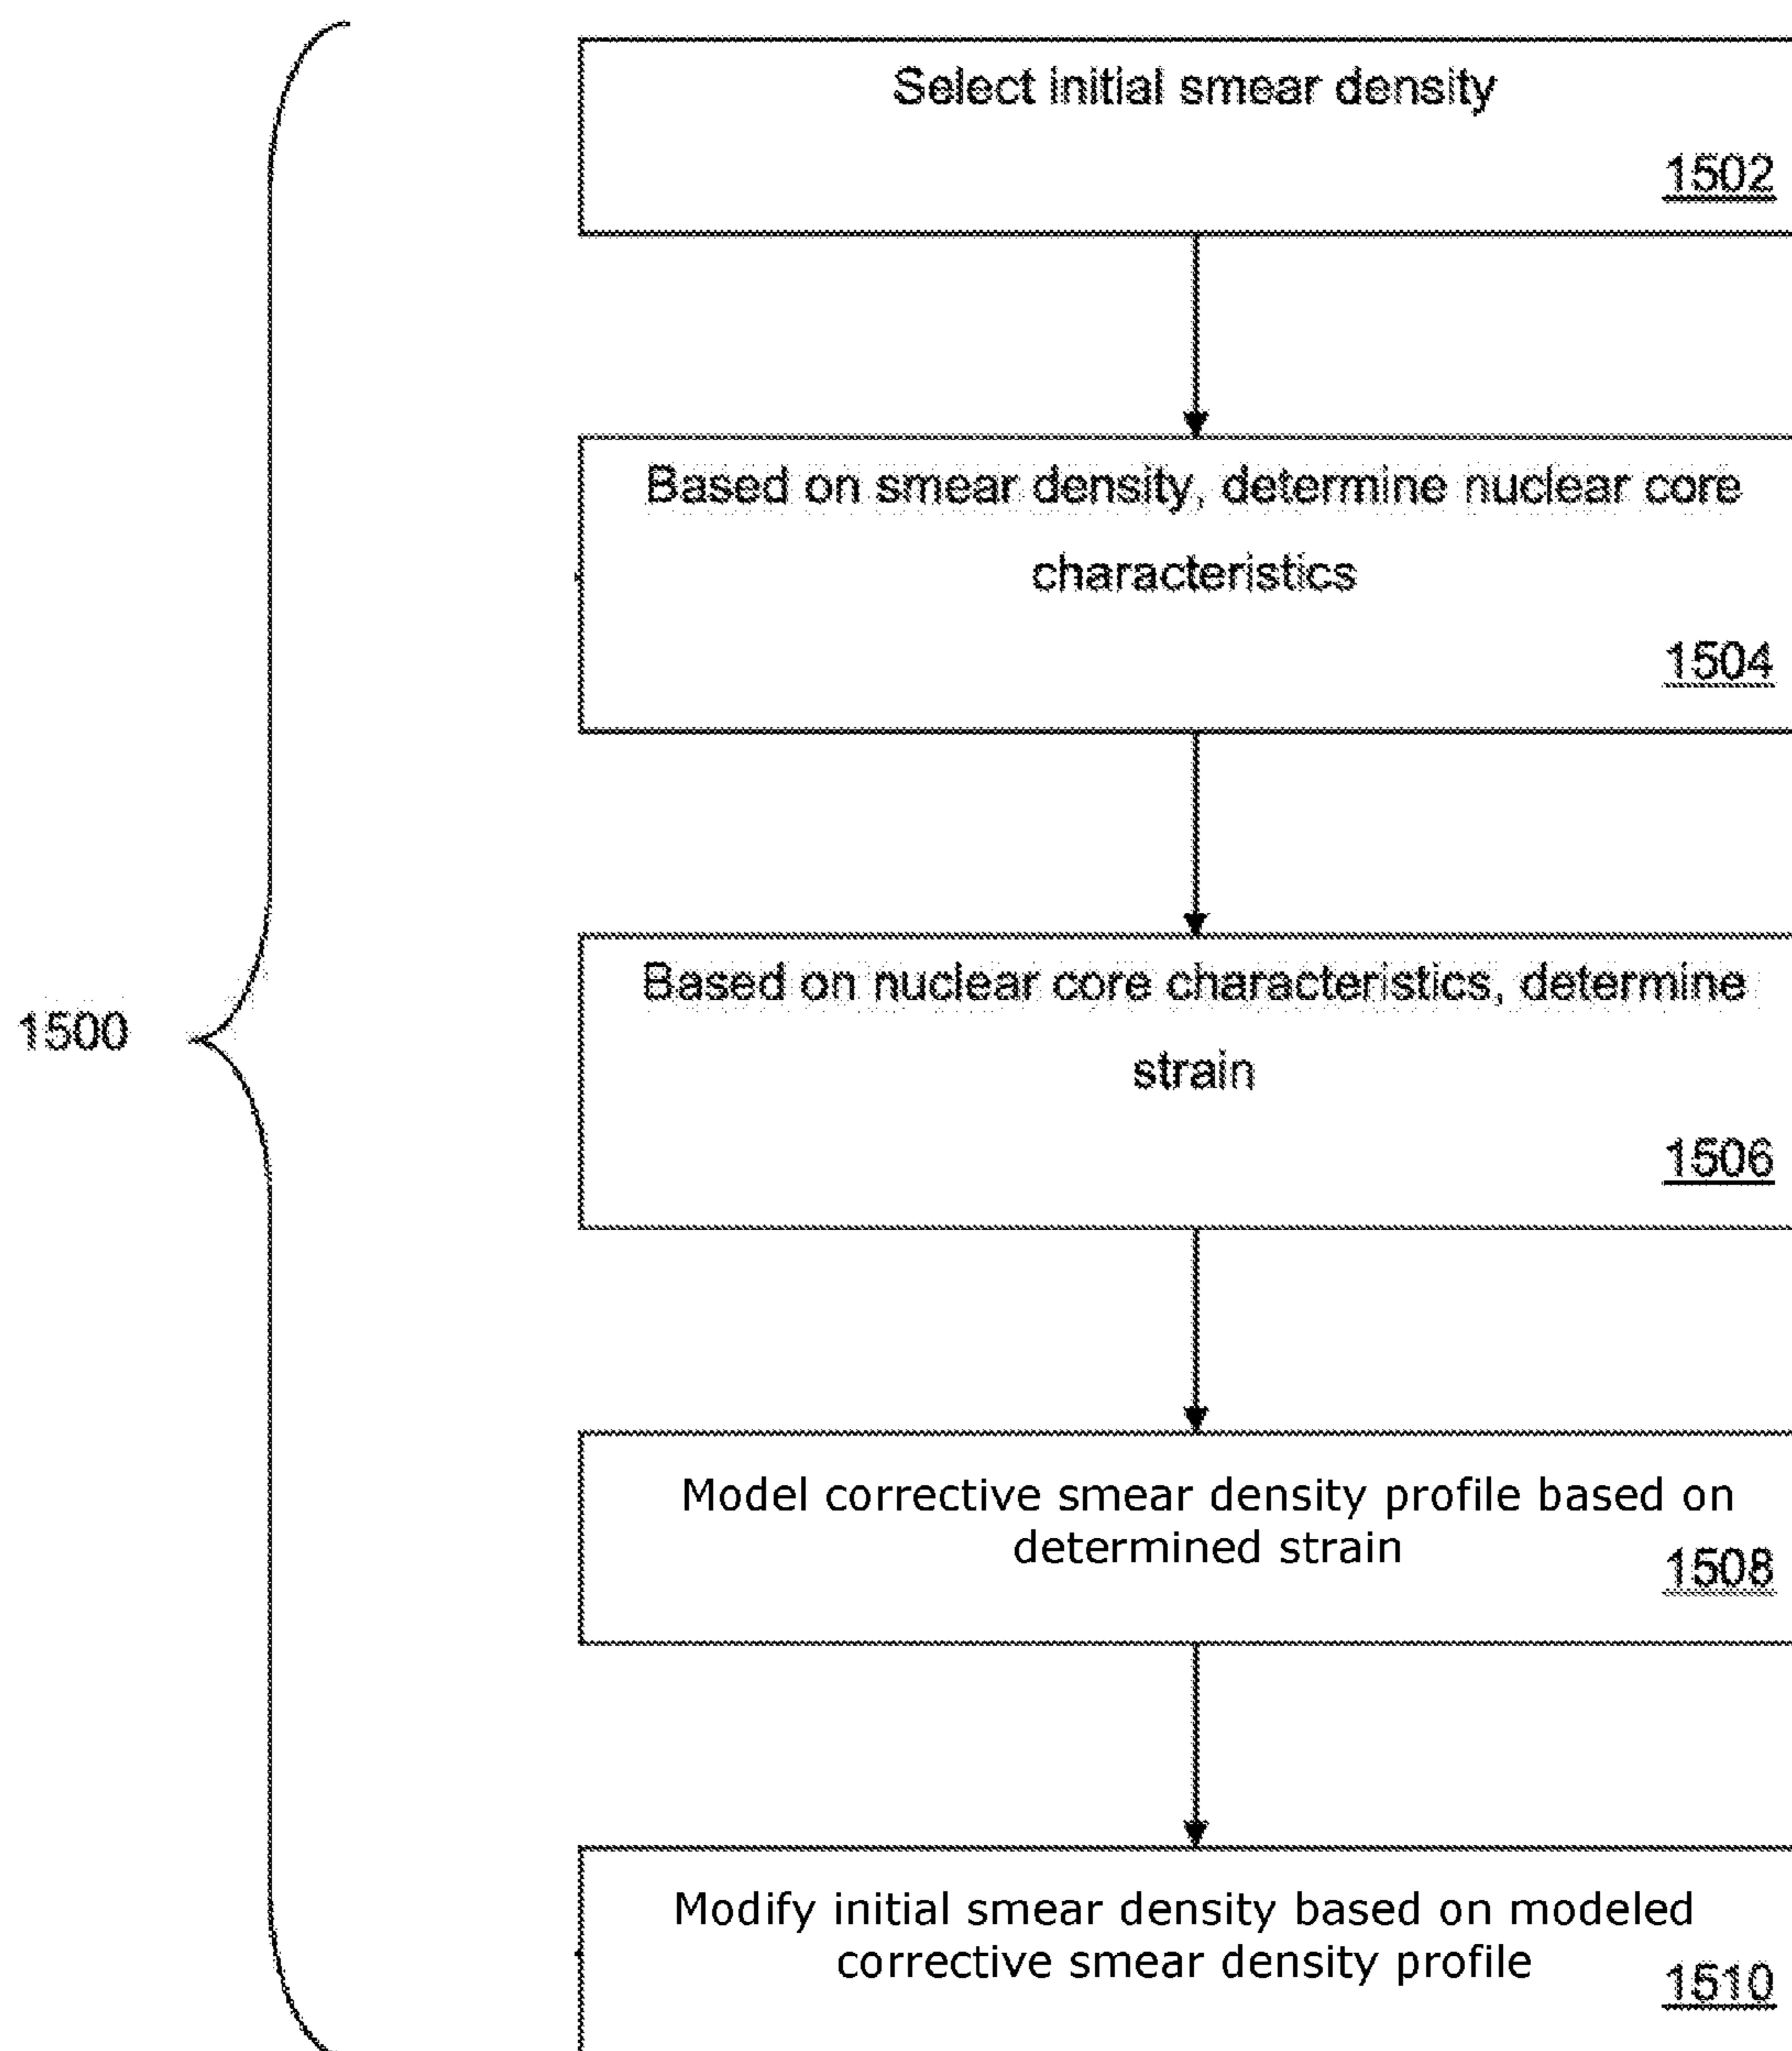 Select initial smear density
1502
Based on smear density, determine nuclear core
characteristics
1504
Based on nuclear core characteristics, determine
strain
1506
1500
Model corrective smear density profile based on
determined strain
1508
Modify initial smear density based on modeled
corrective smear density profile
1510